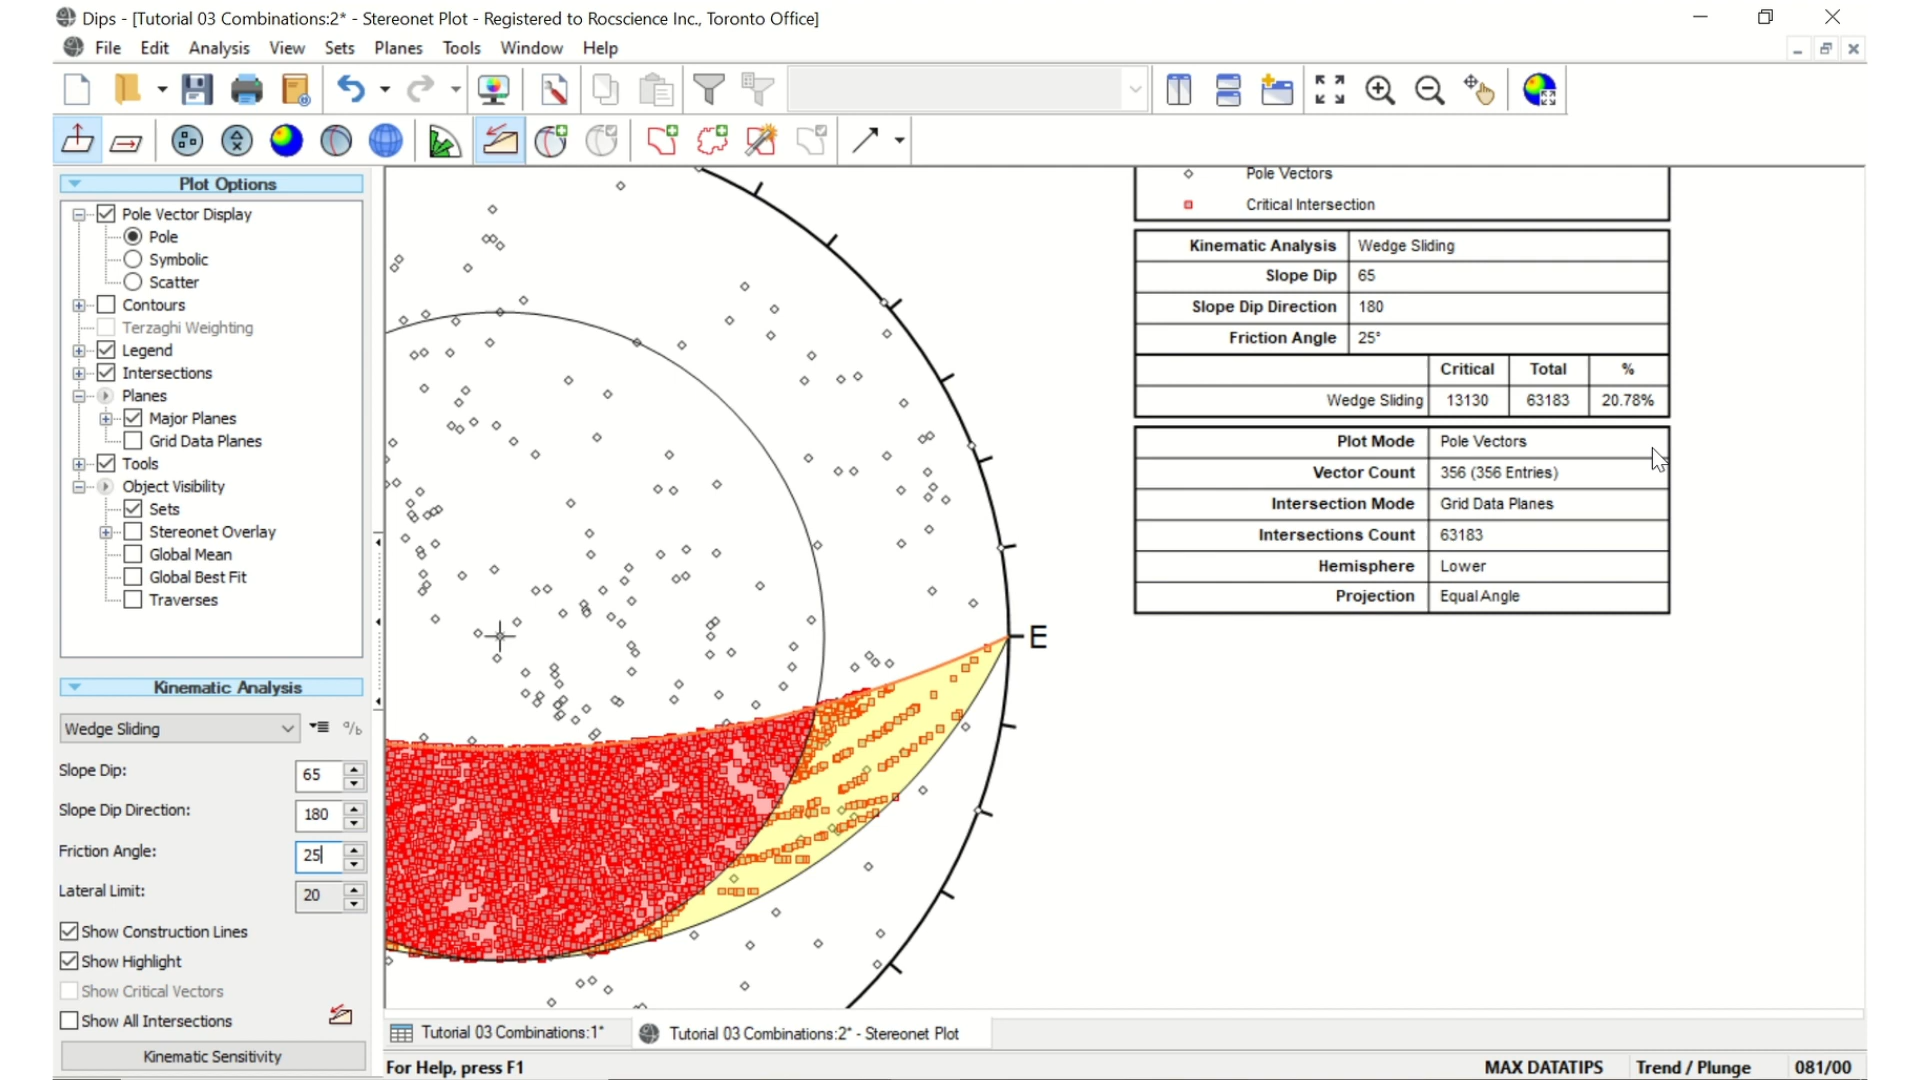 Dips - [Tutorial 03 Combinations:2* - Stereonet Plot - Registered to Rocscience Inc., Toronto Office]
File Edit Analysis View Sets Planes Tools Window Help
Plot Options
Pole Vector Display
Pole
Symbolic
Scatter
Contours
Terzaghi Weighting
Legend
Intersections
Planes
Major Planes
Grid Data Planes
Tools
Object Visibility
Sets
Stereonet Overlay
Global Mean
Global Best Fit
Traverses
Kinematic Analysis
Wedge Sliding
a/b
Slope Dip: 65
Slope Dip Direction: 180
Friction Angle: 25
Lateral Limit: 20
Show Construction Lines
Show Highlight
Show Critical Vectors
Show All Intersections
Kinematic Sensitivity
E
Pole Vectors
Critical Intersection
Kinematic Analysis Wedge Sliding
Slope Dip 65
Slope Dip Direction 180
Friction Angle 25°
Critical Total %
Wedge Sliding 13130 63183 20.78%
Plot Mode Pole Vectors
Vector Count 356 (356 Entries)
Intersection Mode Grid Data Planes
Intersections Count 63183
Hemisphere Lower
Projection Equal Angle
Tutorial 03 Combinations:1* Tutorial 03 Combinations:2* - Stereonet Plot
For Help, press F1 MAX DATATIPS Trend / Plunge 081/00